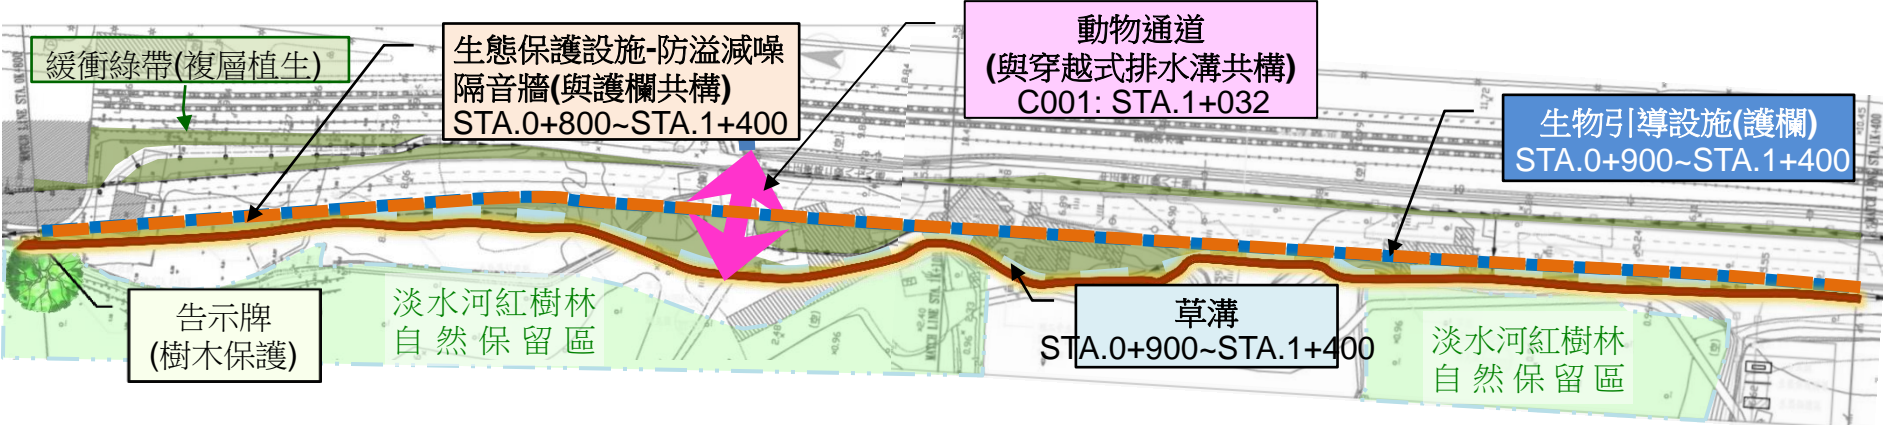 緩衝綠帶(複層植生)
生態保護設施-防溢減噪
隔音牆(與護欄共構)
STA.0+800~STA.1+400
動物通道
(與穿越式排水溝共構)
C001: STA.1+032
生物引導設施(護欄)
STA.0+900~STA.1+400
告示牌
(樹木保護)
淡水河紅樹林
自然保留區
草溝
STA.0+900~STA.1+400
淡水河紅樹林
自然保留區